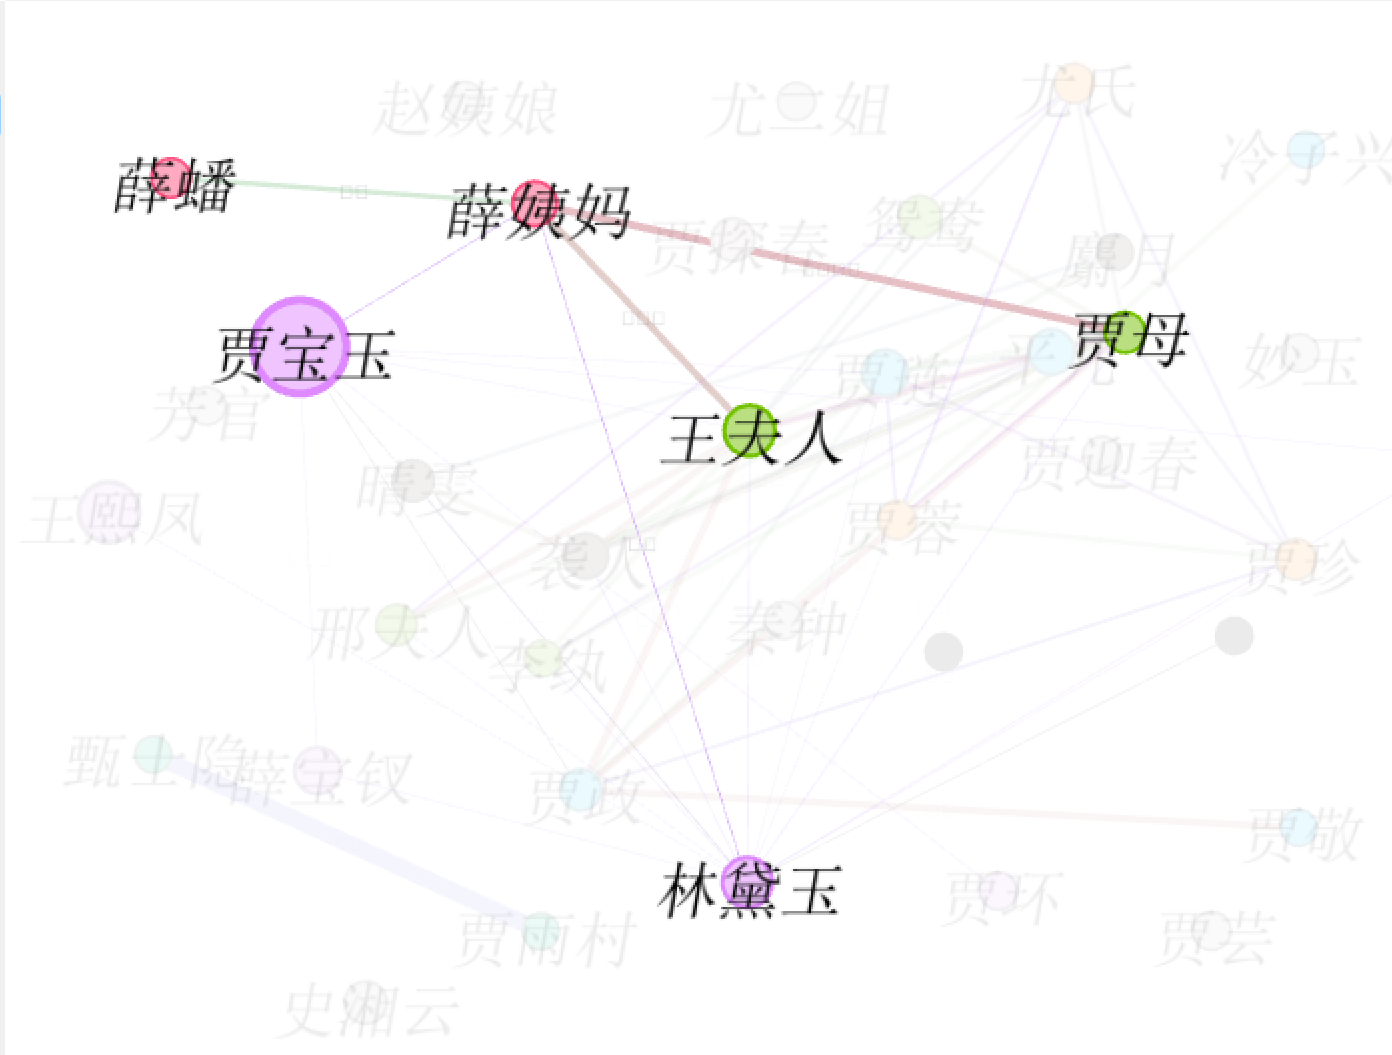 尤氏
赵姨娘
尤二姐
冷子兴
薛蟠
薛姨妈
贾探春
鸳鸯
麝月
贾宝玉
贾母
平儿
妙玉
贾琏
芳官
王夫人
贾迎春
晴雯
王熙凤
贾蓉
袭人
贾珍
邢夫人
秦钟
李纨
甄士隐
薛宝钗
贾政
贾敬
林黛玉
贾环
贾雨村
贾芸
史湘云